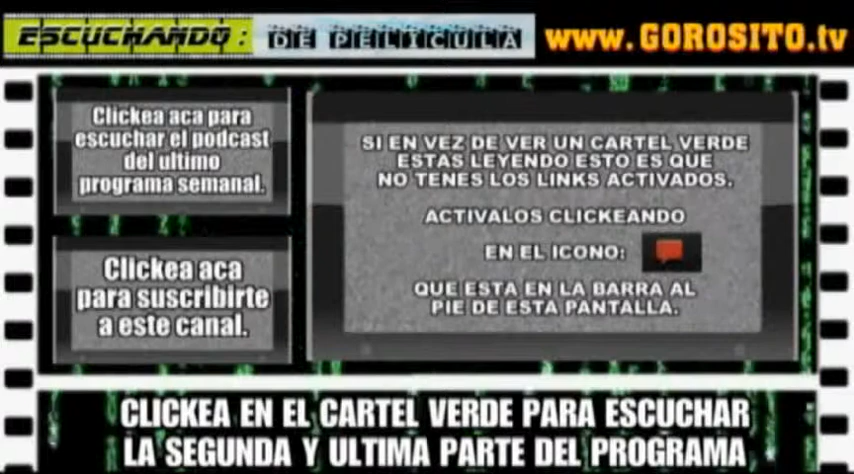 ESCUCHANDO: DE PELICULA www.GOROSITO.tv
Clickea aca para
escuchar el podcast
del ultimo
programa semanal.
Clickea aca
para suscribirte
a este canal.
SI EN VEZ DE VER UN CARTEL VERDE
ESTAS LEYENDO ESTO ES QUE
NO TENES LOS LINKS ACTIVADOS.
ACTIVALOS CLICKEANDO
EN EL ICONO:
QUE ESTA EN LA BARRA AL
PIE DE ESTA PANTALLA.
CLICKEA EN EL CARTEL VERDE PARA ESCUCHAR
LA SEGUNDA Y ULTIMA PARTE DEL PROGRAMA